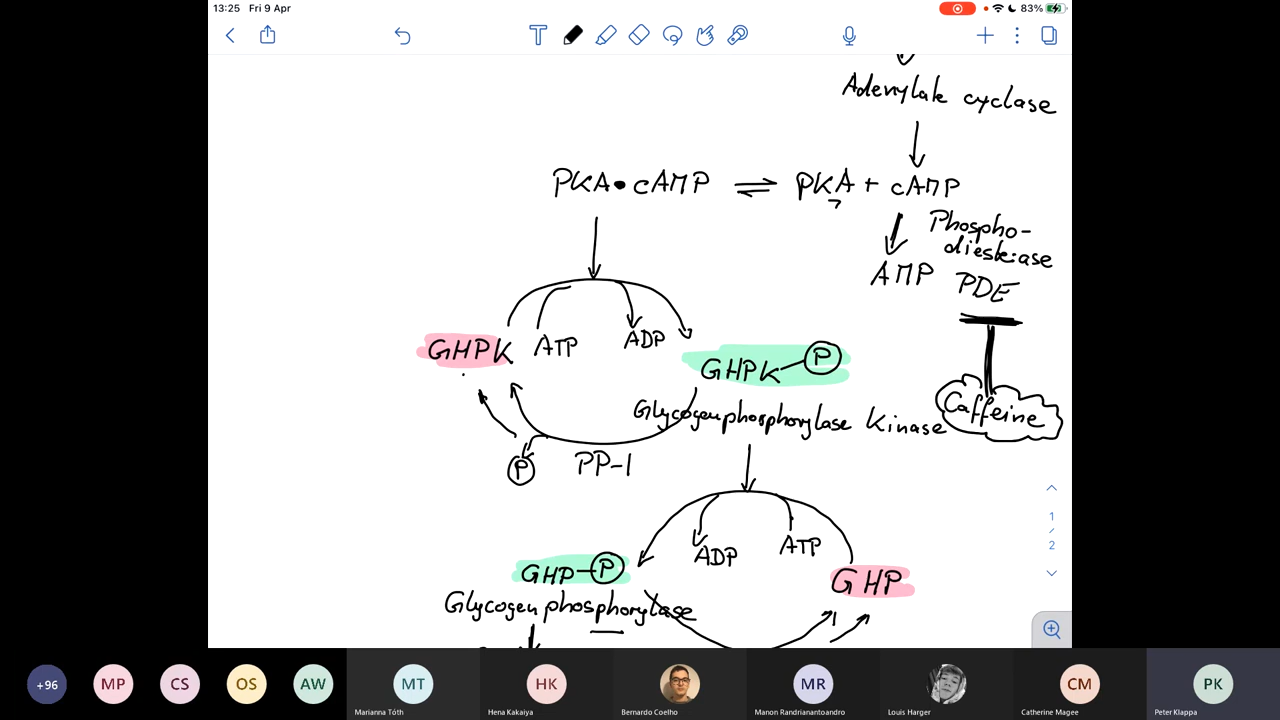 13:25 Fri 9 Apr
83%
T
Adenylate cyclase
PKA•cAMP ⇌ PKA + cAMP
Phospho-
diesterase
AMP PDE
GHPK ATP ADP
GHPK-P
Caffeine
Glycogen phosphorylase kinase
P PP-1
ADP ATP
GHP-P GHP
Glycogen phosphorylase
1
/
2
+96 MP CS OS AW MT HK MR CM PK
Marianna Tóth Hena Kakaiya Bernardo Coelho Manon Randrianantoandro Louis Harger Catherine Magee Peter Klappa